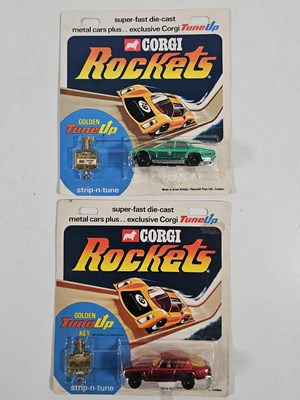 super-fast die-cast
metal cars plus.. exclusive Corgi TuneUp
CORGI
Rockets
GOLDEN
TuneUp
strip-n-tune
super-fast die-cast
metal cars plus.. exclusive Corgi TuneUp
CORGI
Rockets
GOLDEN
TuneUp
KEY
strip-n-tune